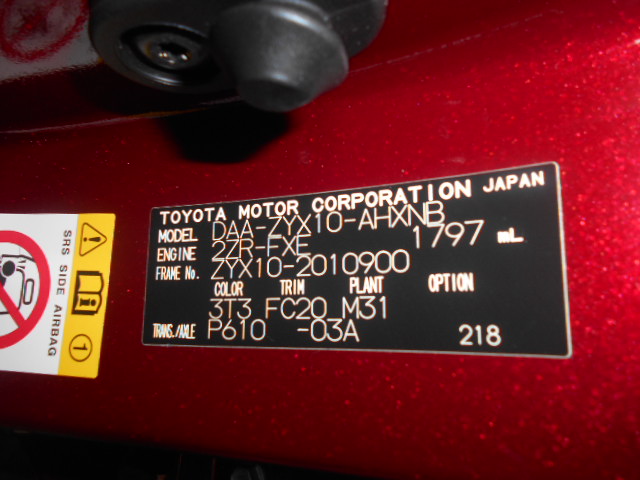 TOYOTA MOTOR CORPORATION JAPAN
MODEL DAA-ZYX10-AHXNB
ENGINE 2ZR-FXE 1797 mL
FRAME No. ZYX10-2010900
COLOR TRIM PLANT OPTION
3T3 FC20 M31
TRANS./AXLE P610 -03A 218
SRS SIDE AIRBAG
1